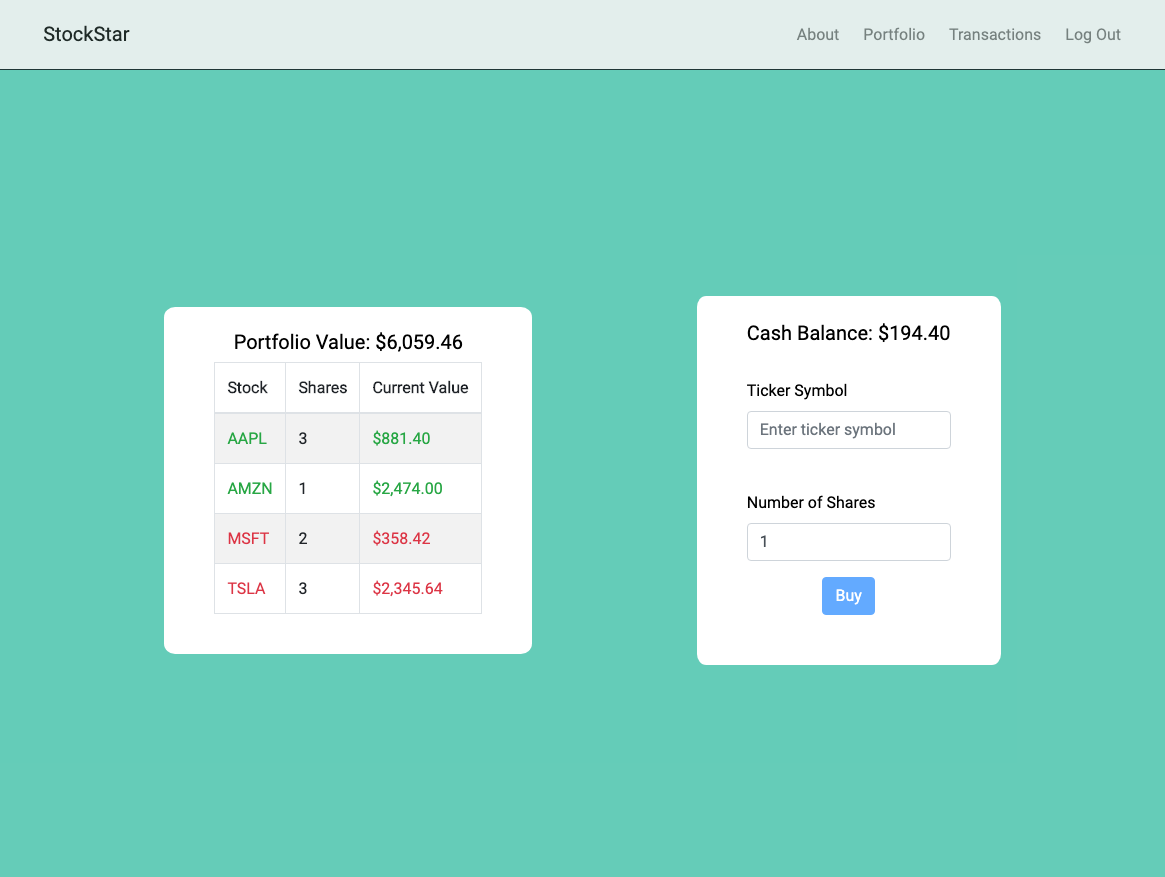 StockStar
About Portfolio Transactions Log Out
Portfolio Value: $6,059.46
Stock Shares Current Value
AAPL 3 $881.40
AMZN 1 $2,474.00
MSFT 2 $358.42
TSLA 3 $2,345.64
Cash Balance: $194.40
Ticker Symbol
Enter ticker symbol
Number of Shares
1
Buy